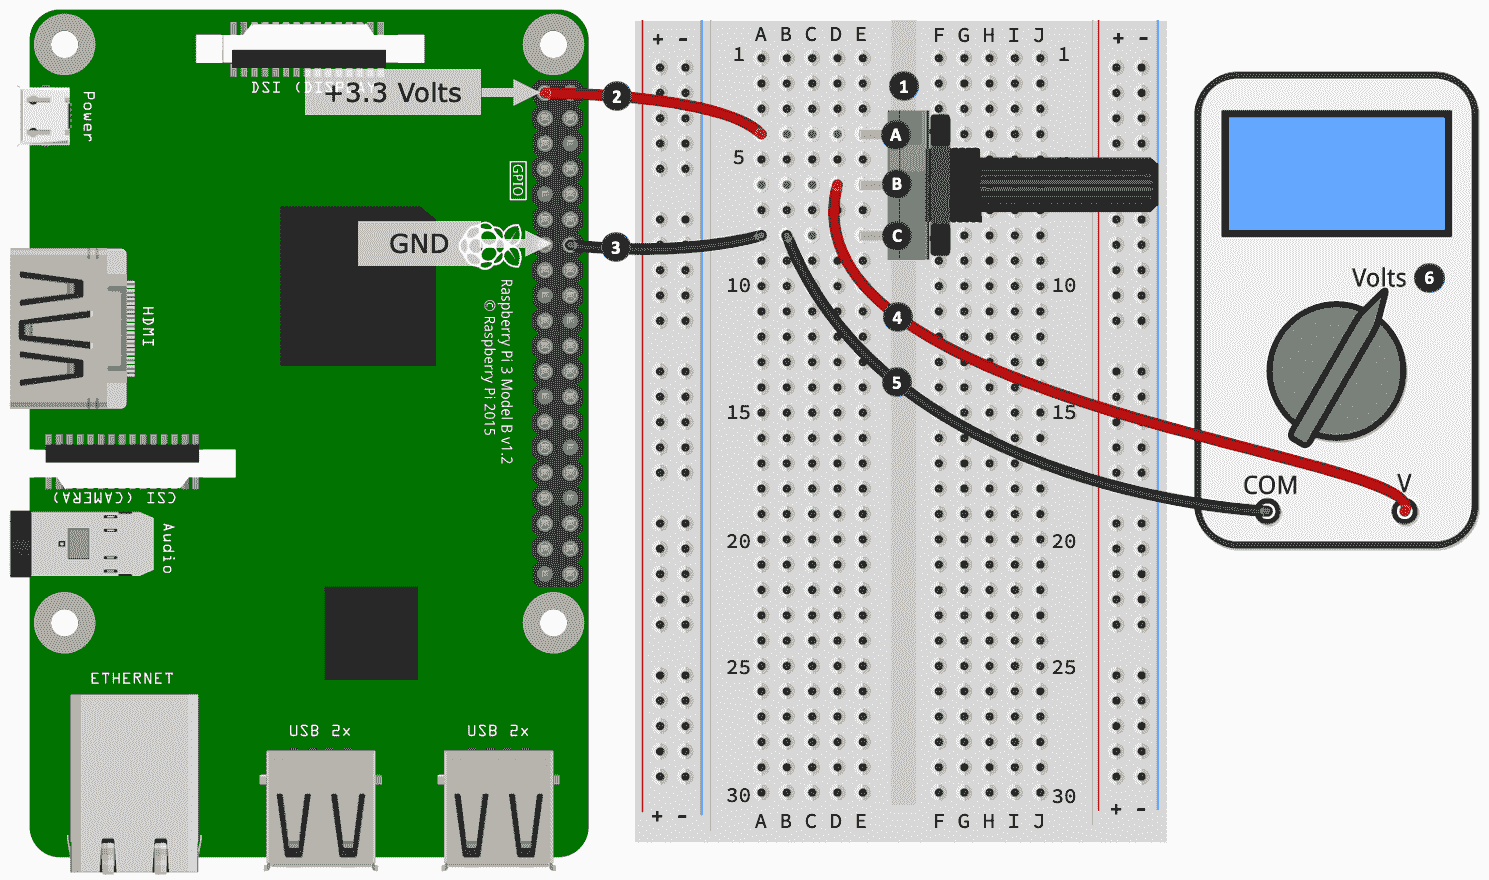 DSI (DISPLAY)
+3.3 Volts
Power
GPIO
GND
HDMI
Raspberry Pi 3 Model B v1.2
© Raspberry Pi 2015
CSI (CAMERA)
Audio
ETHERNET
USB 2x
USB 2x
2
3
+ -
A B C D E
F G H I J
+ -
1
1
1
A
5
B
C
10
10
4
5
15
15
20
20
25
25
30
30
+ -
A B C D E
F G H I J
+ -
Volts 6
COM
V